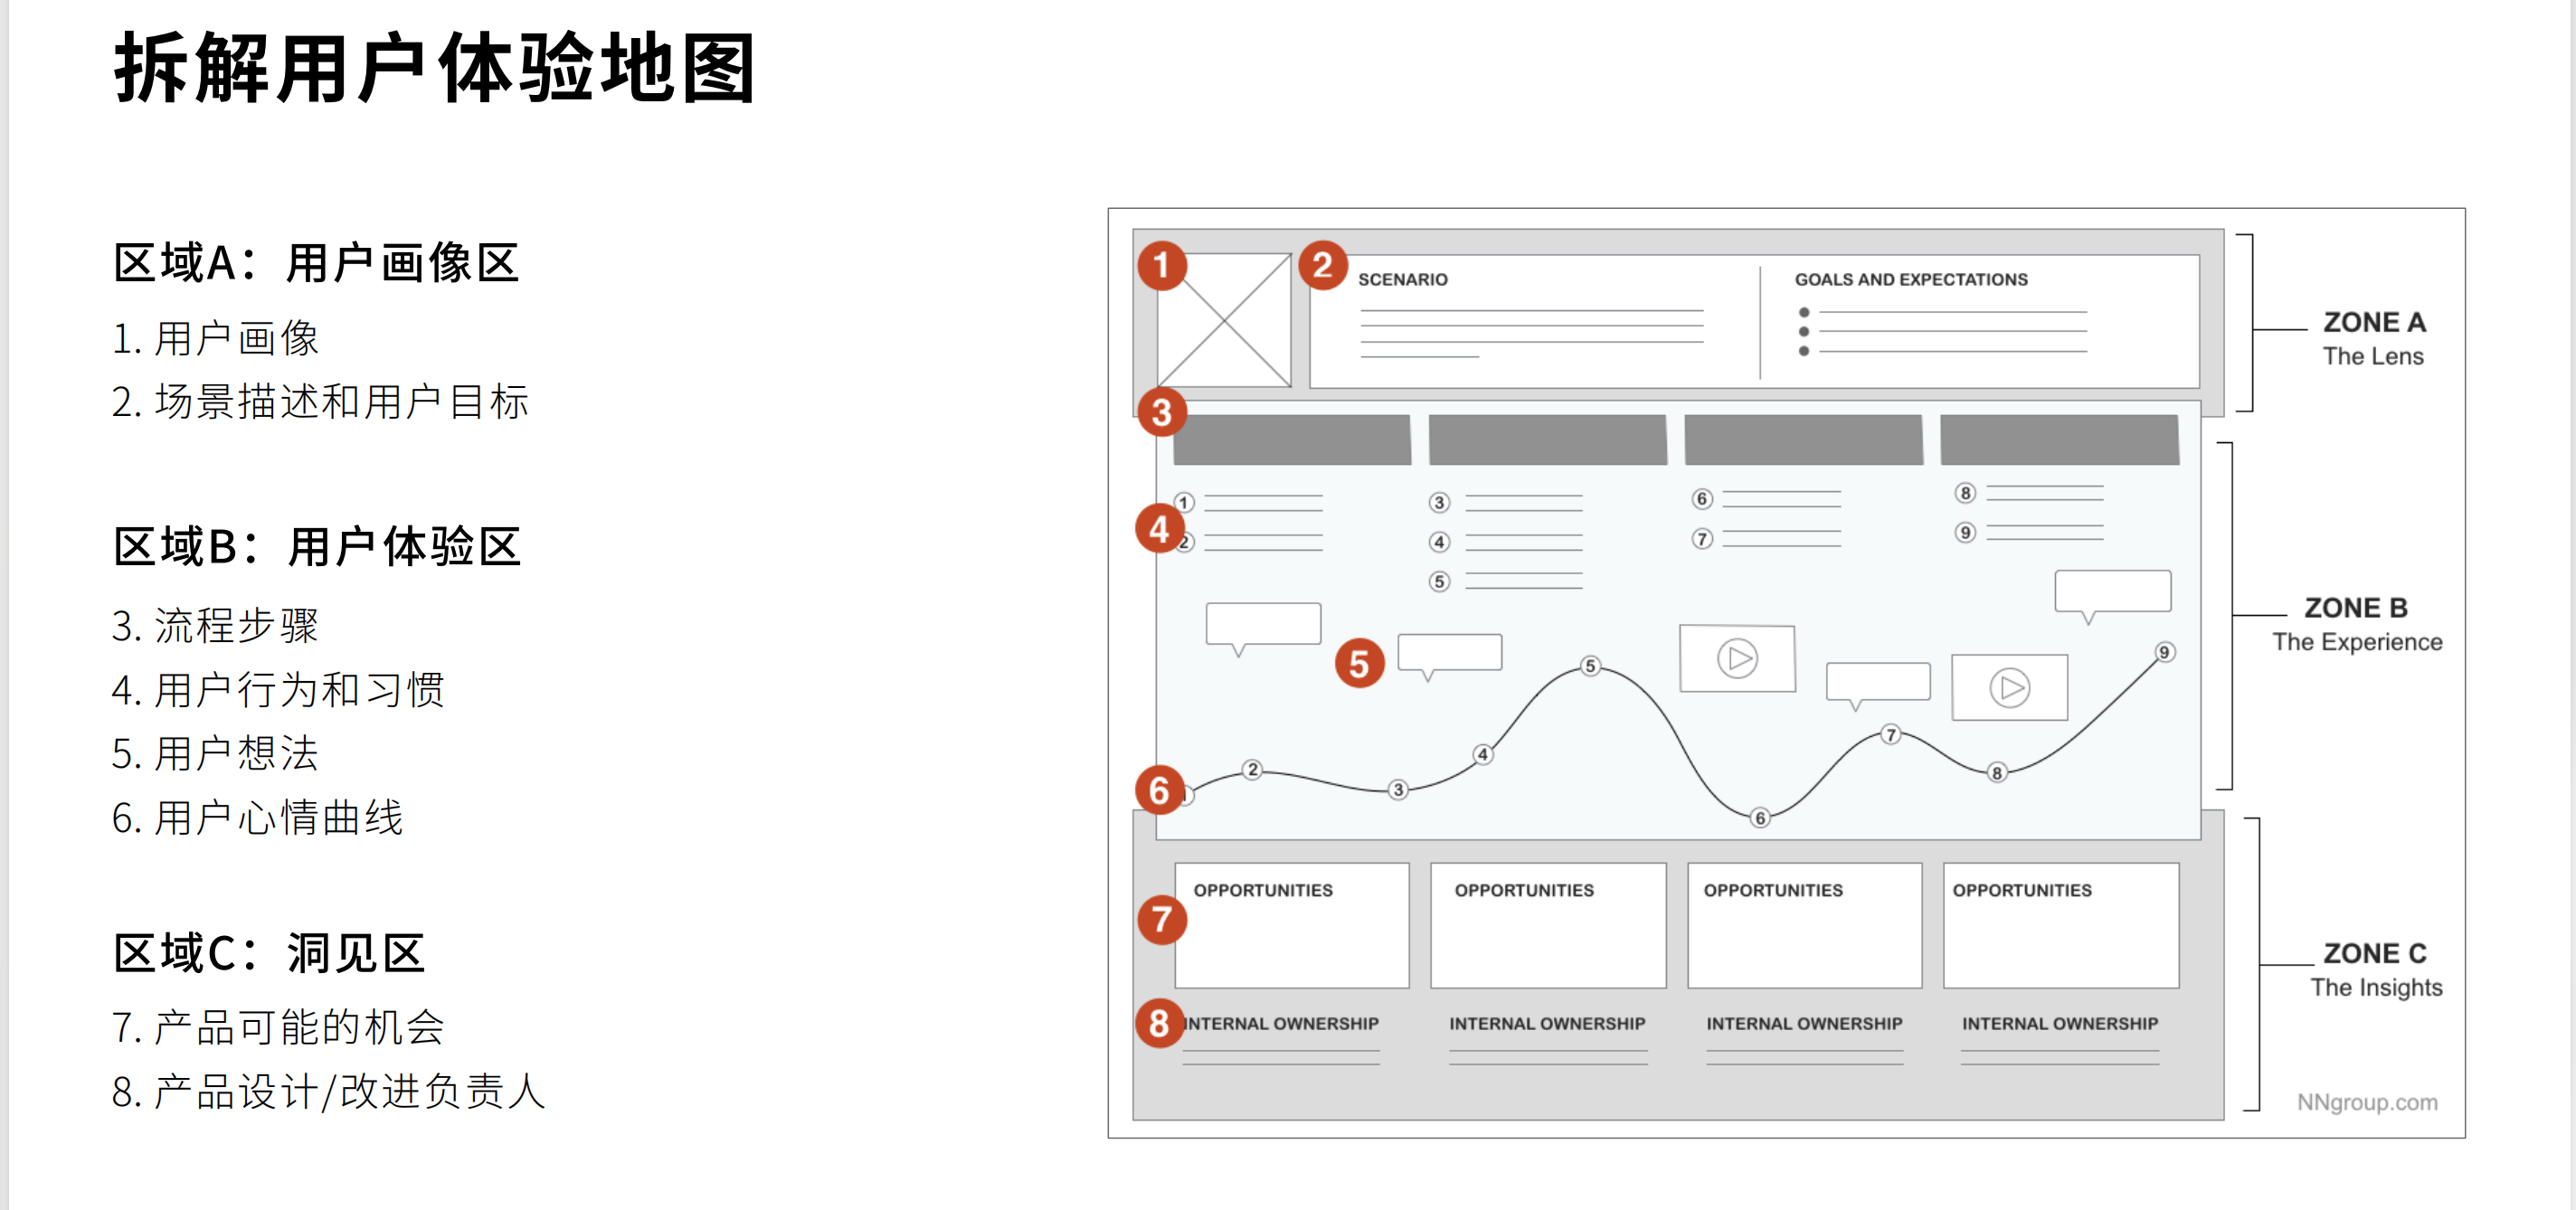 拆解用户体验地图
区域A：用户画像区
1. 用户画像
2. 场景描述和用户目标
区域B：用户体验区
3. 流程步骤
4. 用户行为和习惯
5. 用户想法
6. 用户心情曲线
区域C：洞见区
7. 产品可能的机会
8. 产品设计/改进负责人
1
2
SCENARIO
GOALS AND EXPECTATIONS
ZONE A
The Lens
3
4
1
2
3
4
5
6
7
8
9
ZONE B
The Experience
5
6
2
3
4
5
6
7
8
9
7
OPPORTUNITIES
OPPORTUNITIES
OPPORTUNITIES
OPPORTUNITIES
ZONE C
The Insights
8
INTERNAL OWNERSHIP
INTERNAL OWNERSHIP
INTERNAL OWNERSHIP
INTERNAL OWNERSHIP
NNgroup.com